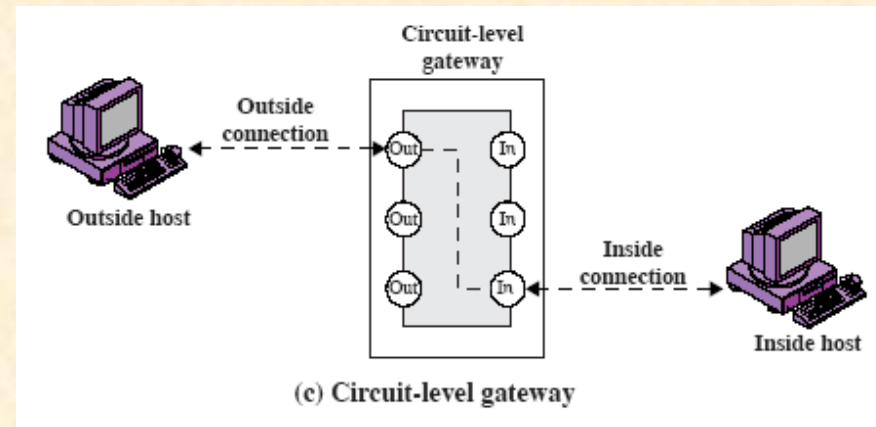 Circuit-level
gateway
Outside
connection
Out
In
Outside host
Out
In
Inside
connection
Out
In
Inside host
(c) Circuit-level gateway